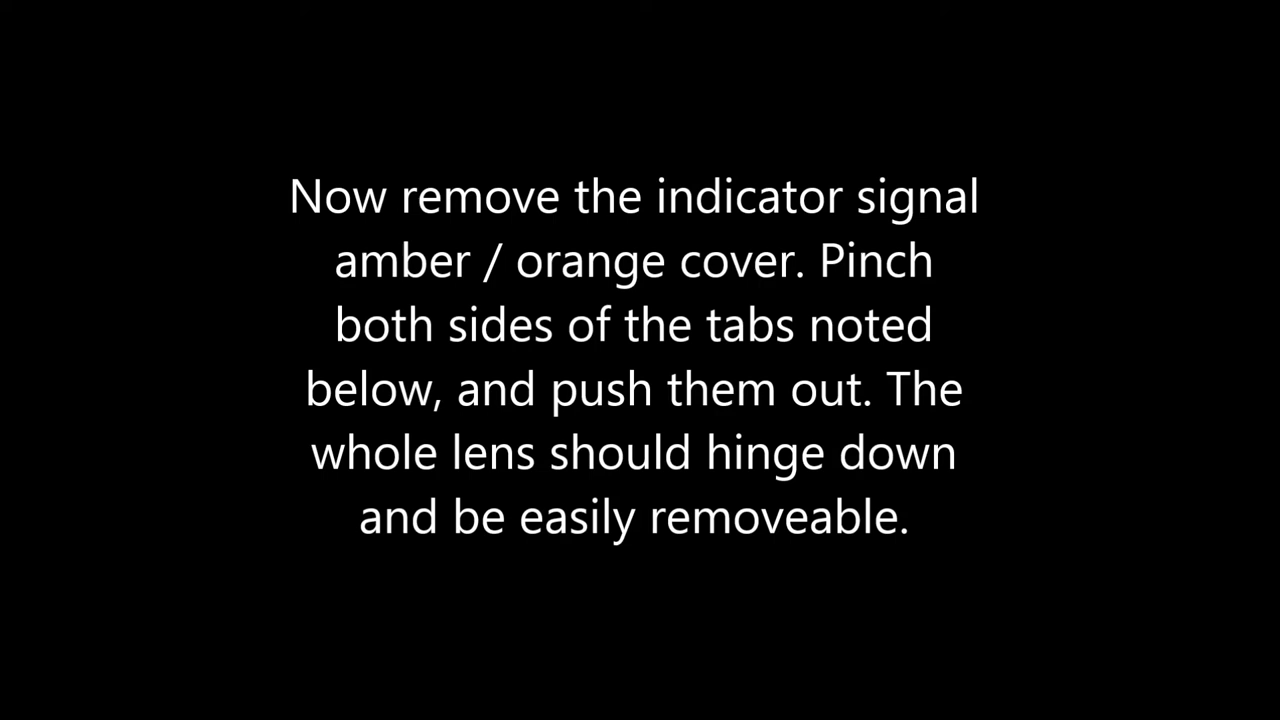 Now remove the indicator signal
amber / orange cover. Pinch
both sides of the tabs noted
below, and push them out. The
whole lens should hinge down
and be easily removeable.